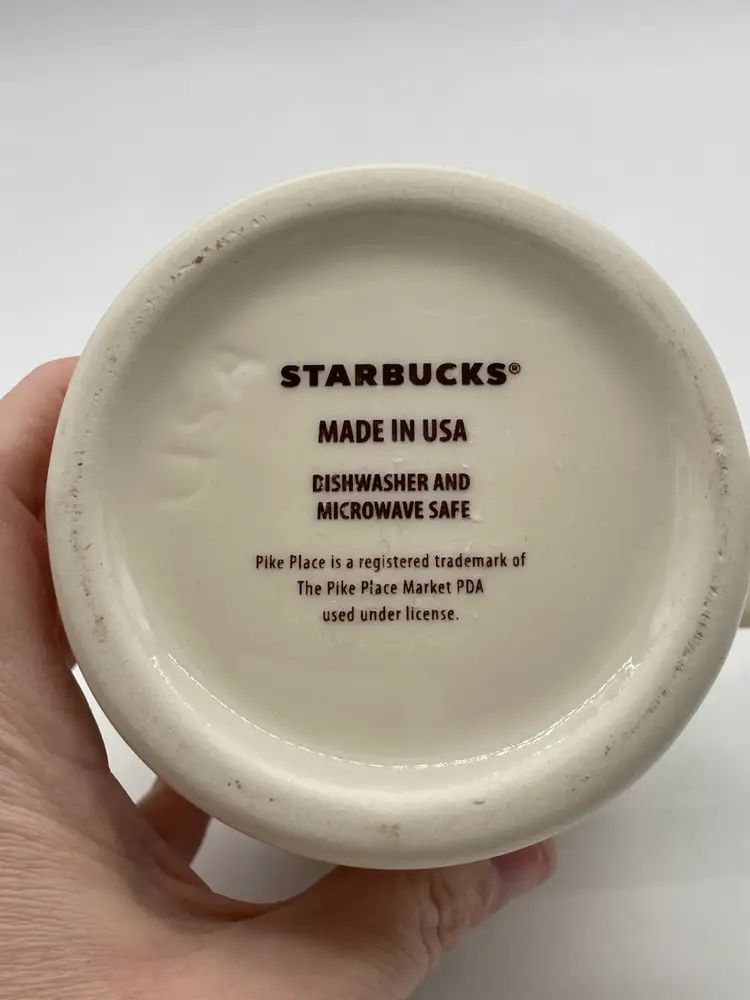 USA
STARBUCKS®
MADE IN USA
DISHWASHER AND
MICROWAVE SAFE
Pike Place is a registered trademark of
The Pike Place Market PDA
used under license.